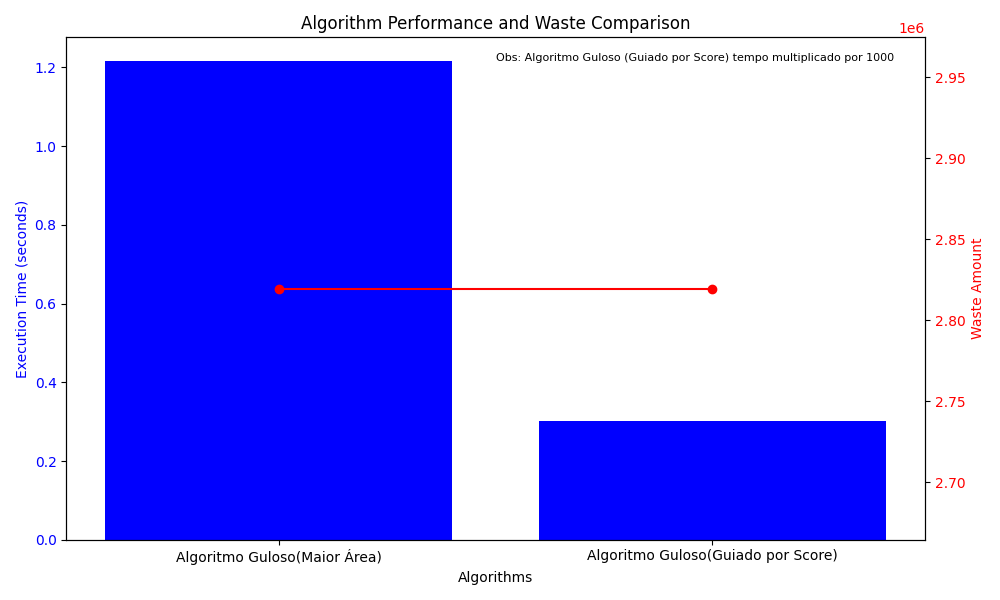 Algorithm Performance and Waste Comparison
1e6
Obs: Algoritmo Guloso (Guiado por Score) tempo multiplicado por 1000
Execution Time (seconds)
1.2
1.0
0.8
0.6
0.4
0.2
0.0
2.95
2.90
2.85
2.80
2.75
2.70
Waste Amount
Algoritmo Guloso(Maior Área)
Algoritmo Guloso(Guiado por Score)
Algorithms